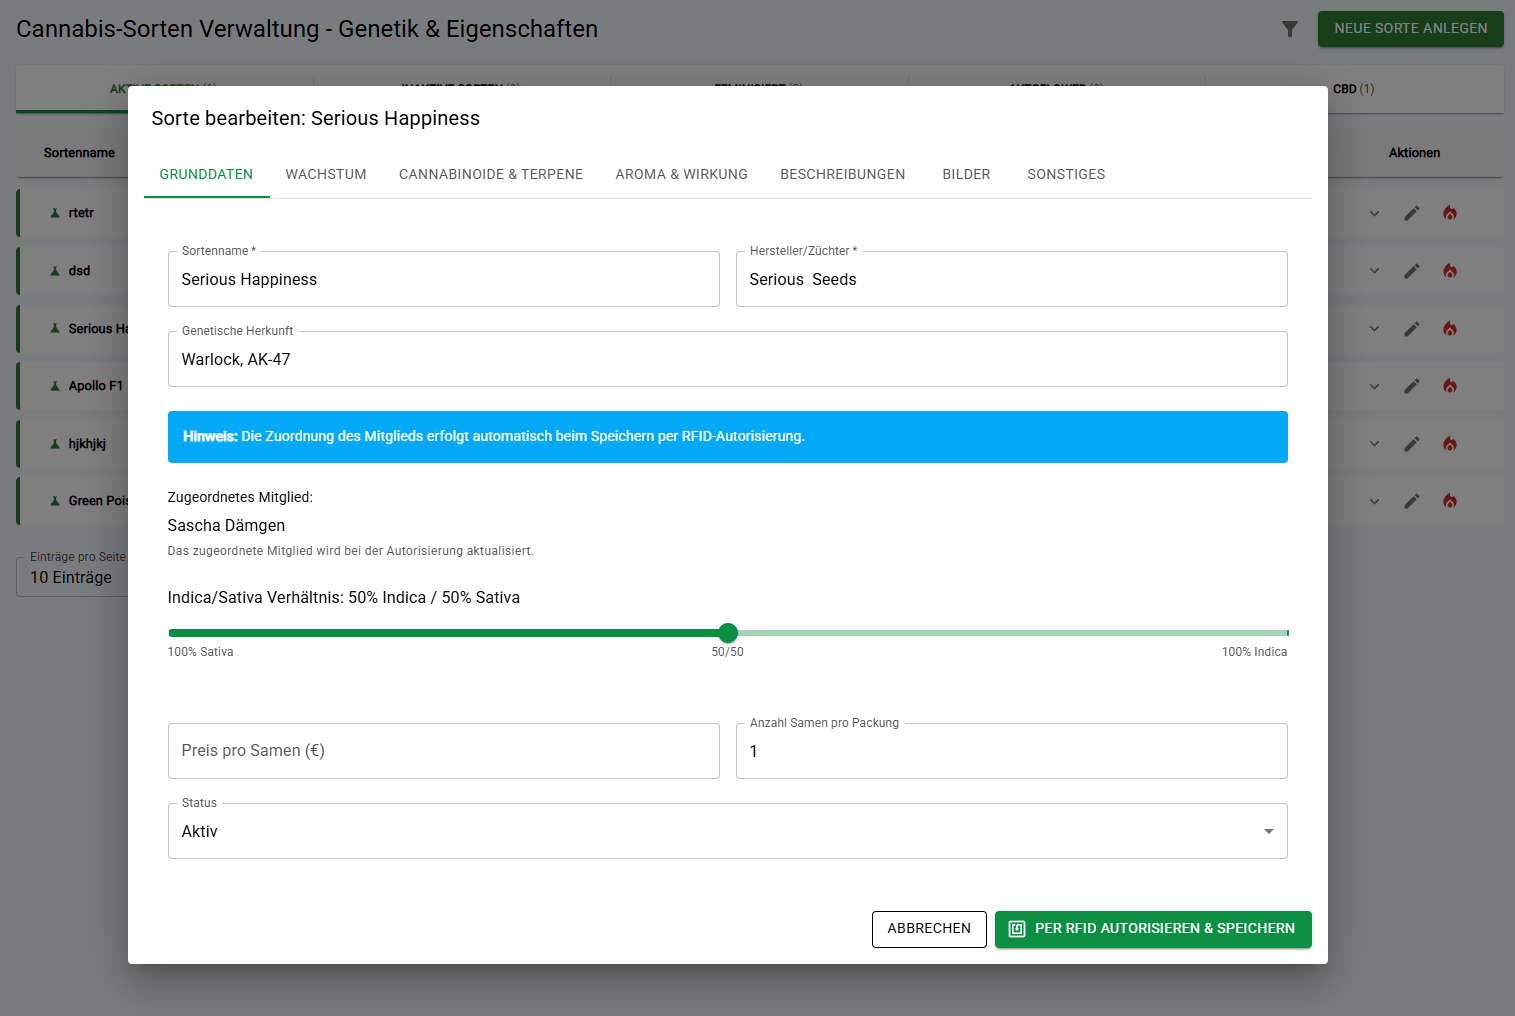 Cannabis-Sorten Verwaltung - Genetik & Eigenschaften
NEUE SORTE ANLEGEN
CBD (1)
Sortenname
Aktionen
rtetr
dsd
Serious Ha
Apollo F1
hjkhjkj
Green Pois
Einträge pro Seite
10 Einträge
Sorte bearbeiten: Serious Happiness
GRUNDDATEN WACHSTUM CANNABINOIDE & TERPENE AROMA & WIRKUNG BESCHREIBUNGEN BILDER SONSTIGES
Sortenname *
Serious Happiness
Hersteller/Züchter *
Serious  Seeds
Genetische Herkunft
Warlock, AK-47
Hinweis: Die Zuordnung des Mitglieds erfolgt automatisch beim Speichern per RFID-Autorisierung.
Zugeordnetes Mitglied:
Sascha Dämgen
Das zugeordnete Mitglied wird bei der Autorisierung aktualisiert.
Indica/Sativa Verhältnis: 50% Indica / 50% Sativa
100% Sativa 50/50 100% Indica
Preis pro Samen (€)
Anzahl Samen pro Packung
1
Status
Aktiv
ABBRECHEN
PER RFID AUTORISIEREN & SPEICHERN